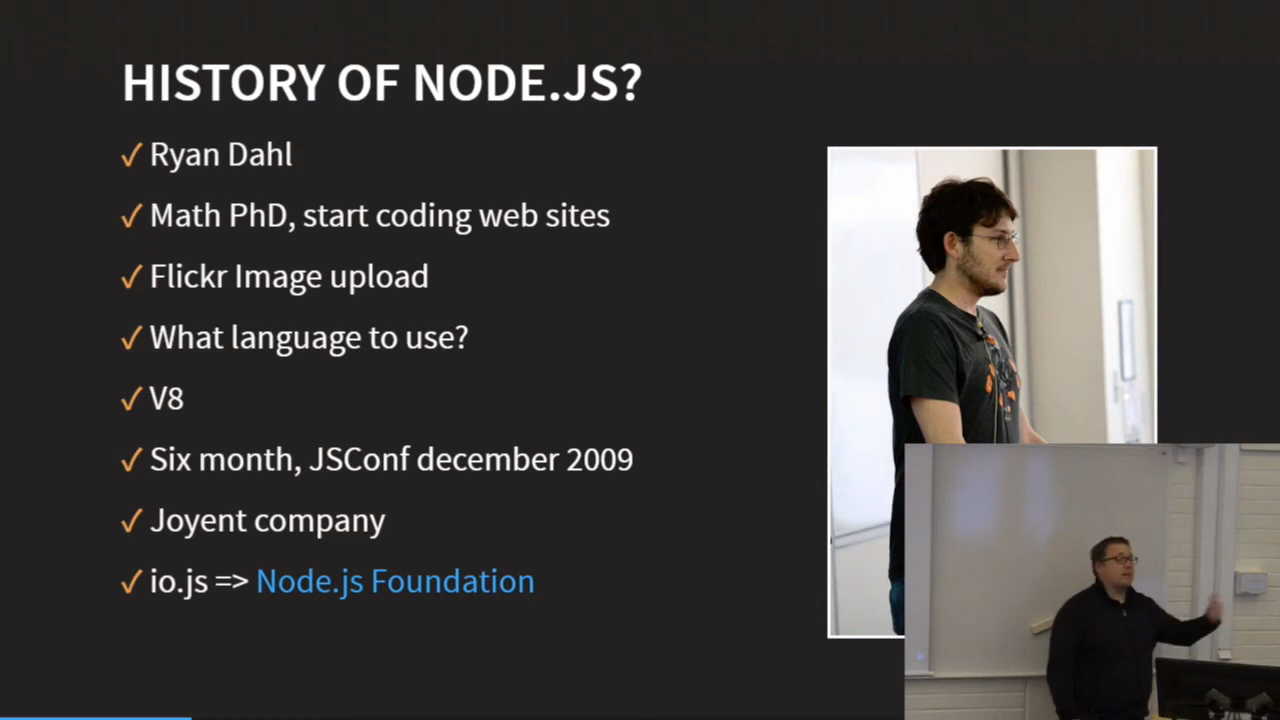 HISTORY OF NODE.JS?
✓ Ryan Dahl
✓ Math PhD, start coding web sites
✓ Flickr Image upload
✓ What language to use?
✓ V8
✓ Six month, JSConf december 2009
✓ Joyent company
✓ io.js => Node.js Foundation